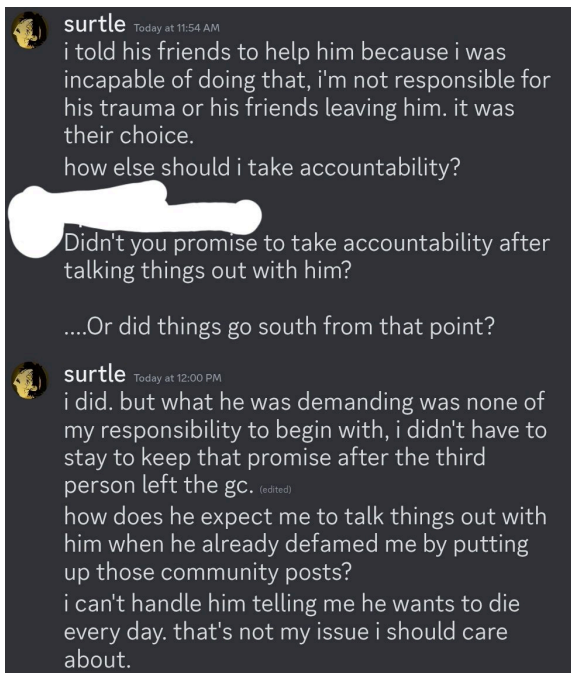 surtle Today at 11:54 AM
i told his friends to help him because i was
incapable of doing that, i'm not responsible for
his trauma or his friends leaving him. it was
their choice.
how else should i take accountability?
Didn't you promise to take accountability after
talking things out with him?
....Or did things go south from that point?
surtle Today at 12:00 PM
i did. but what he was demanding was none of
my responsibility to begin with, i didn't have to
stay to keep that promise after the third
person left the gc. (edited)
how does he expect me to talk things out with
him when he already defamed me by putting
up those community posts?
i can't handle him telling me he wants to die
every day. that's not my issue i should care
about.